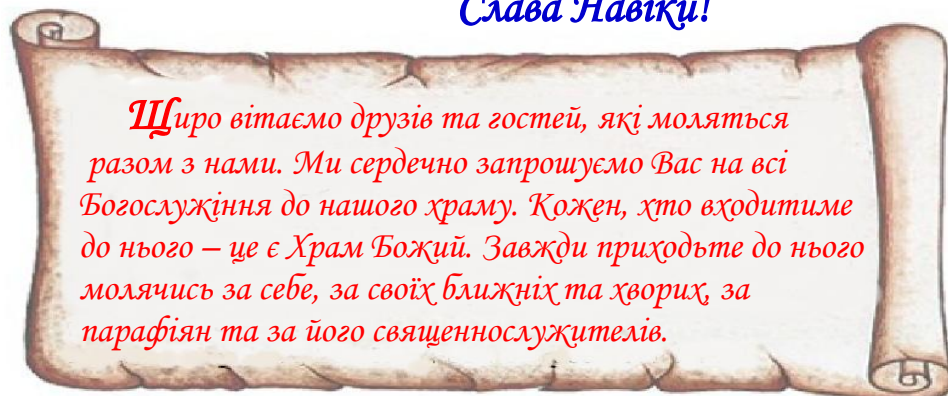 Слава Навіки!
Щиро вітаємо друзів та гостей, які моляться
разом з нами. Ми сердечно запрошуємо Вас на всі
Богослужіння до нашого храму. Кожен, хто входитиме
до нього – це є Храм Божий. Завжди приходьте до нього
молячись за себе, за своїх ближніх та хворих, за
парафіян та за його священнослужителів.